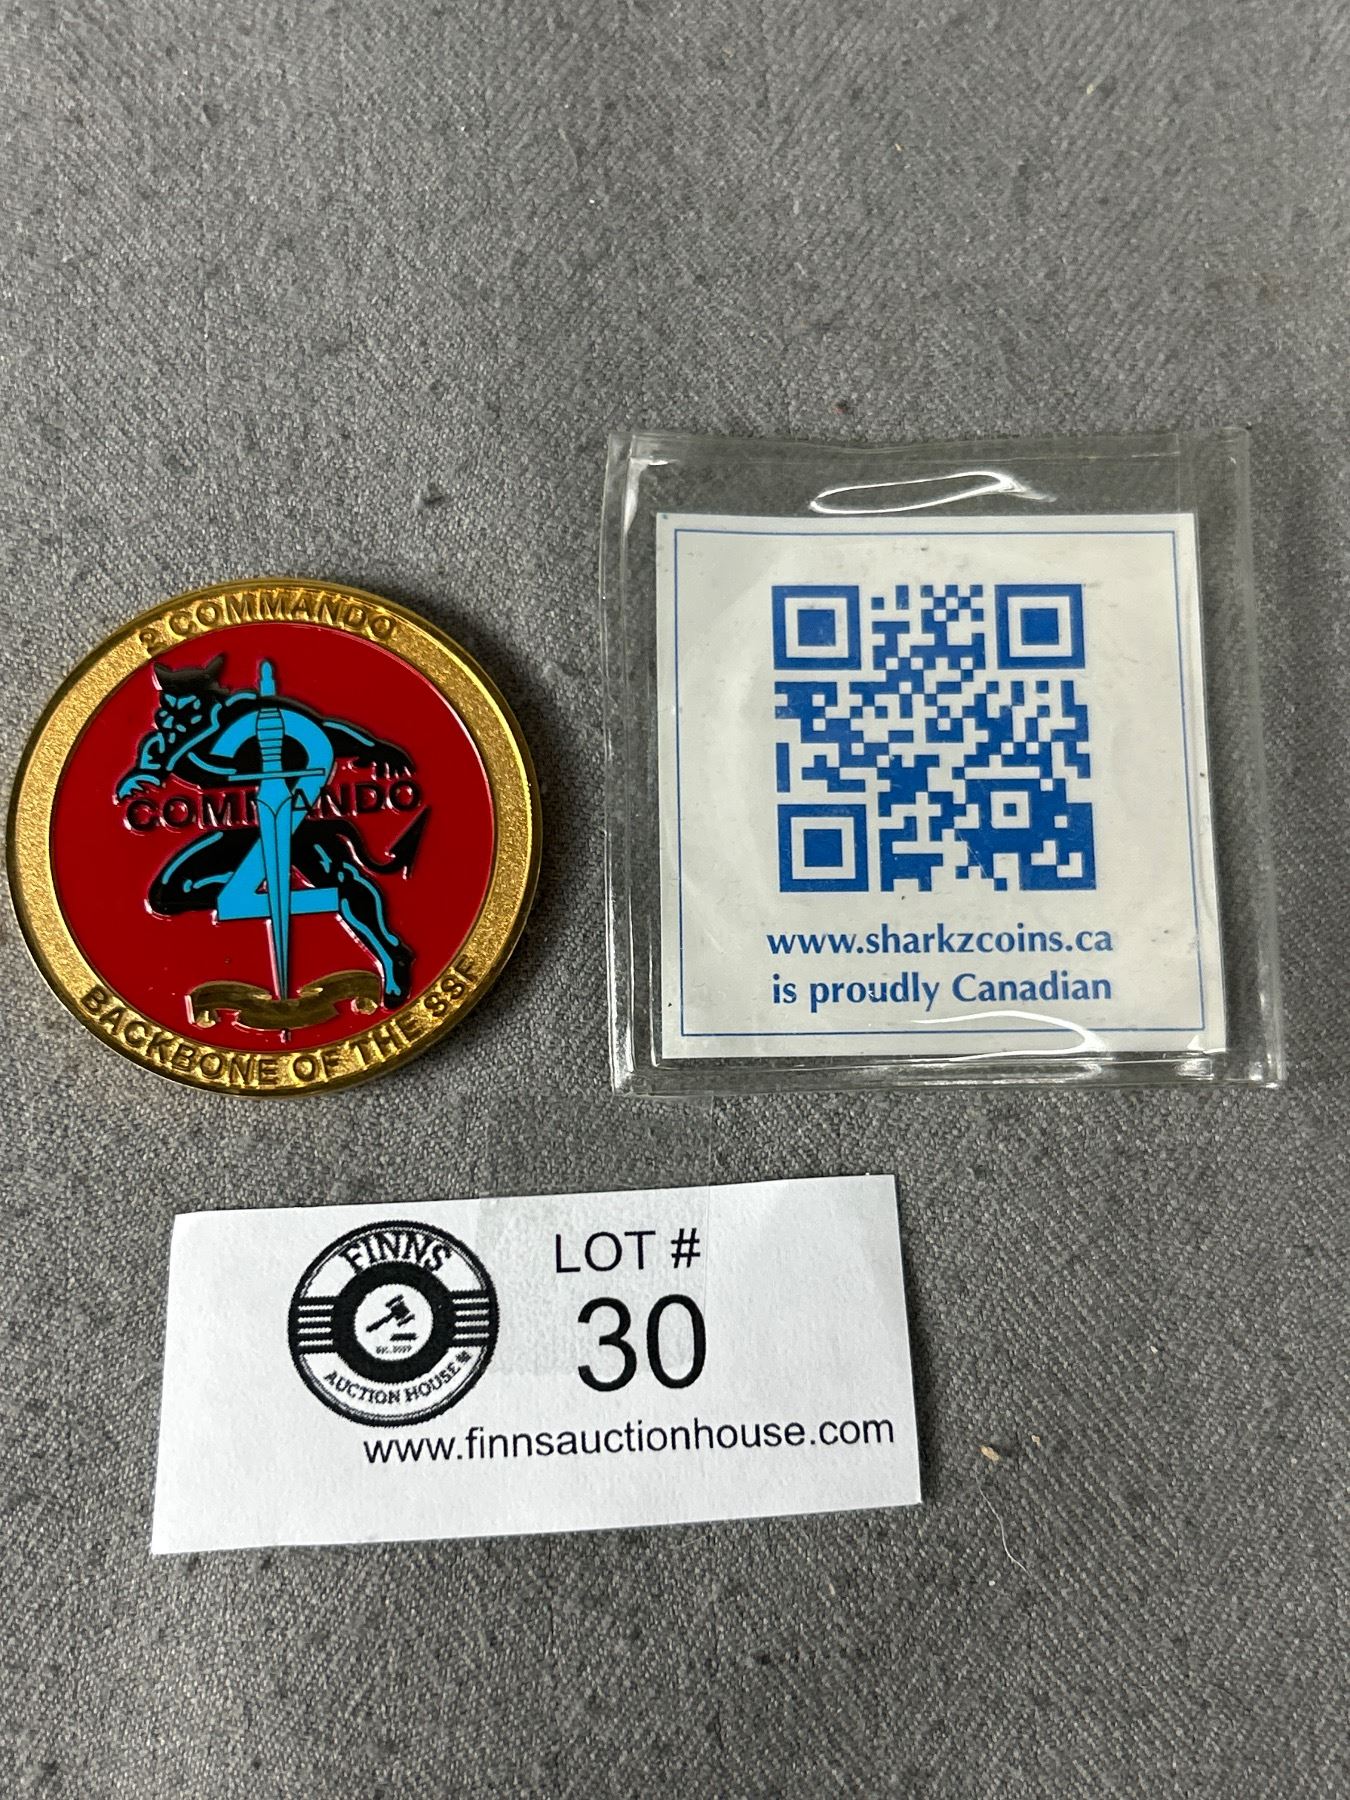 2 COMMANDO
COMMANDO
2
BACKBONE OF THE SSF
www.sharkzcoins.ca
is proudly Canadian
FINNS
AUCTION HOUSE
LOT #
30
www.finnsauctionhouse.com